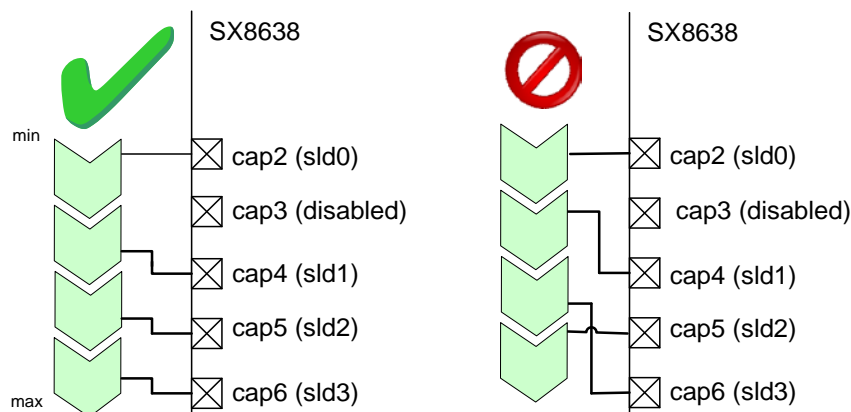 SX8638
min
cap2 (sld0)
cap3 (disabled)
cap4 (sld1)
cap5 (sld2)
cap6 (sld3)
max
SX8638
cap2 (sld0)
cap3 (disabled)
cap4 (sld1)
cap5 (sld2)
cap6 (sld3)